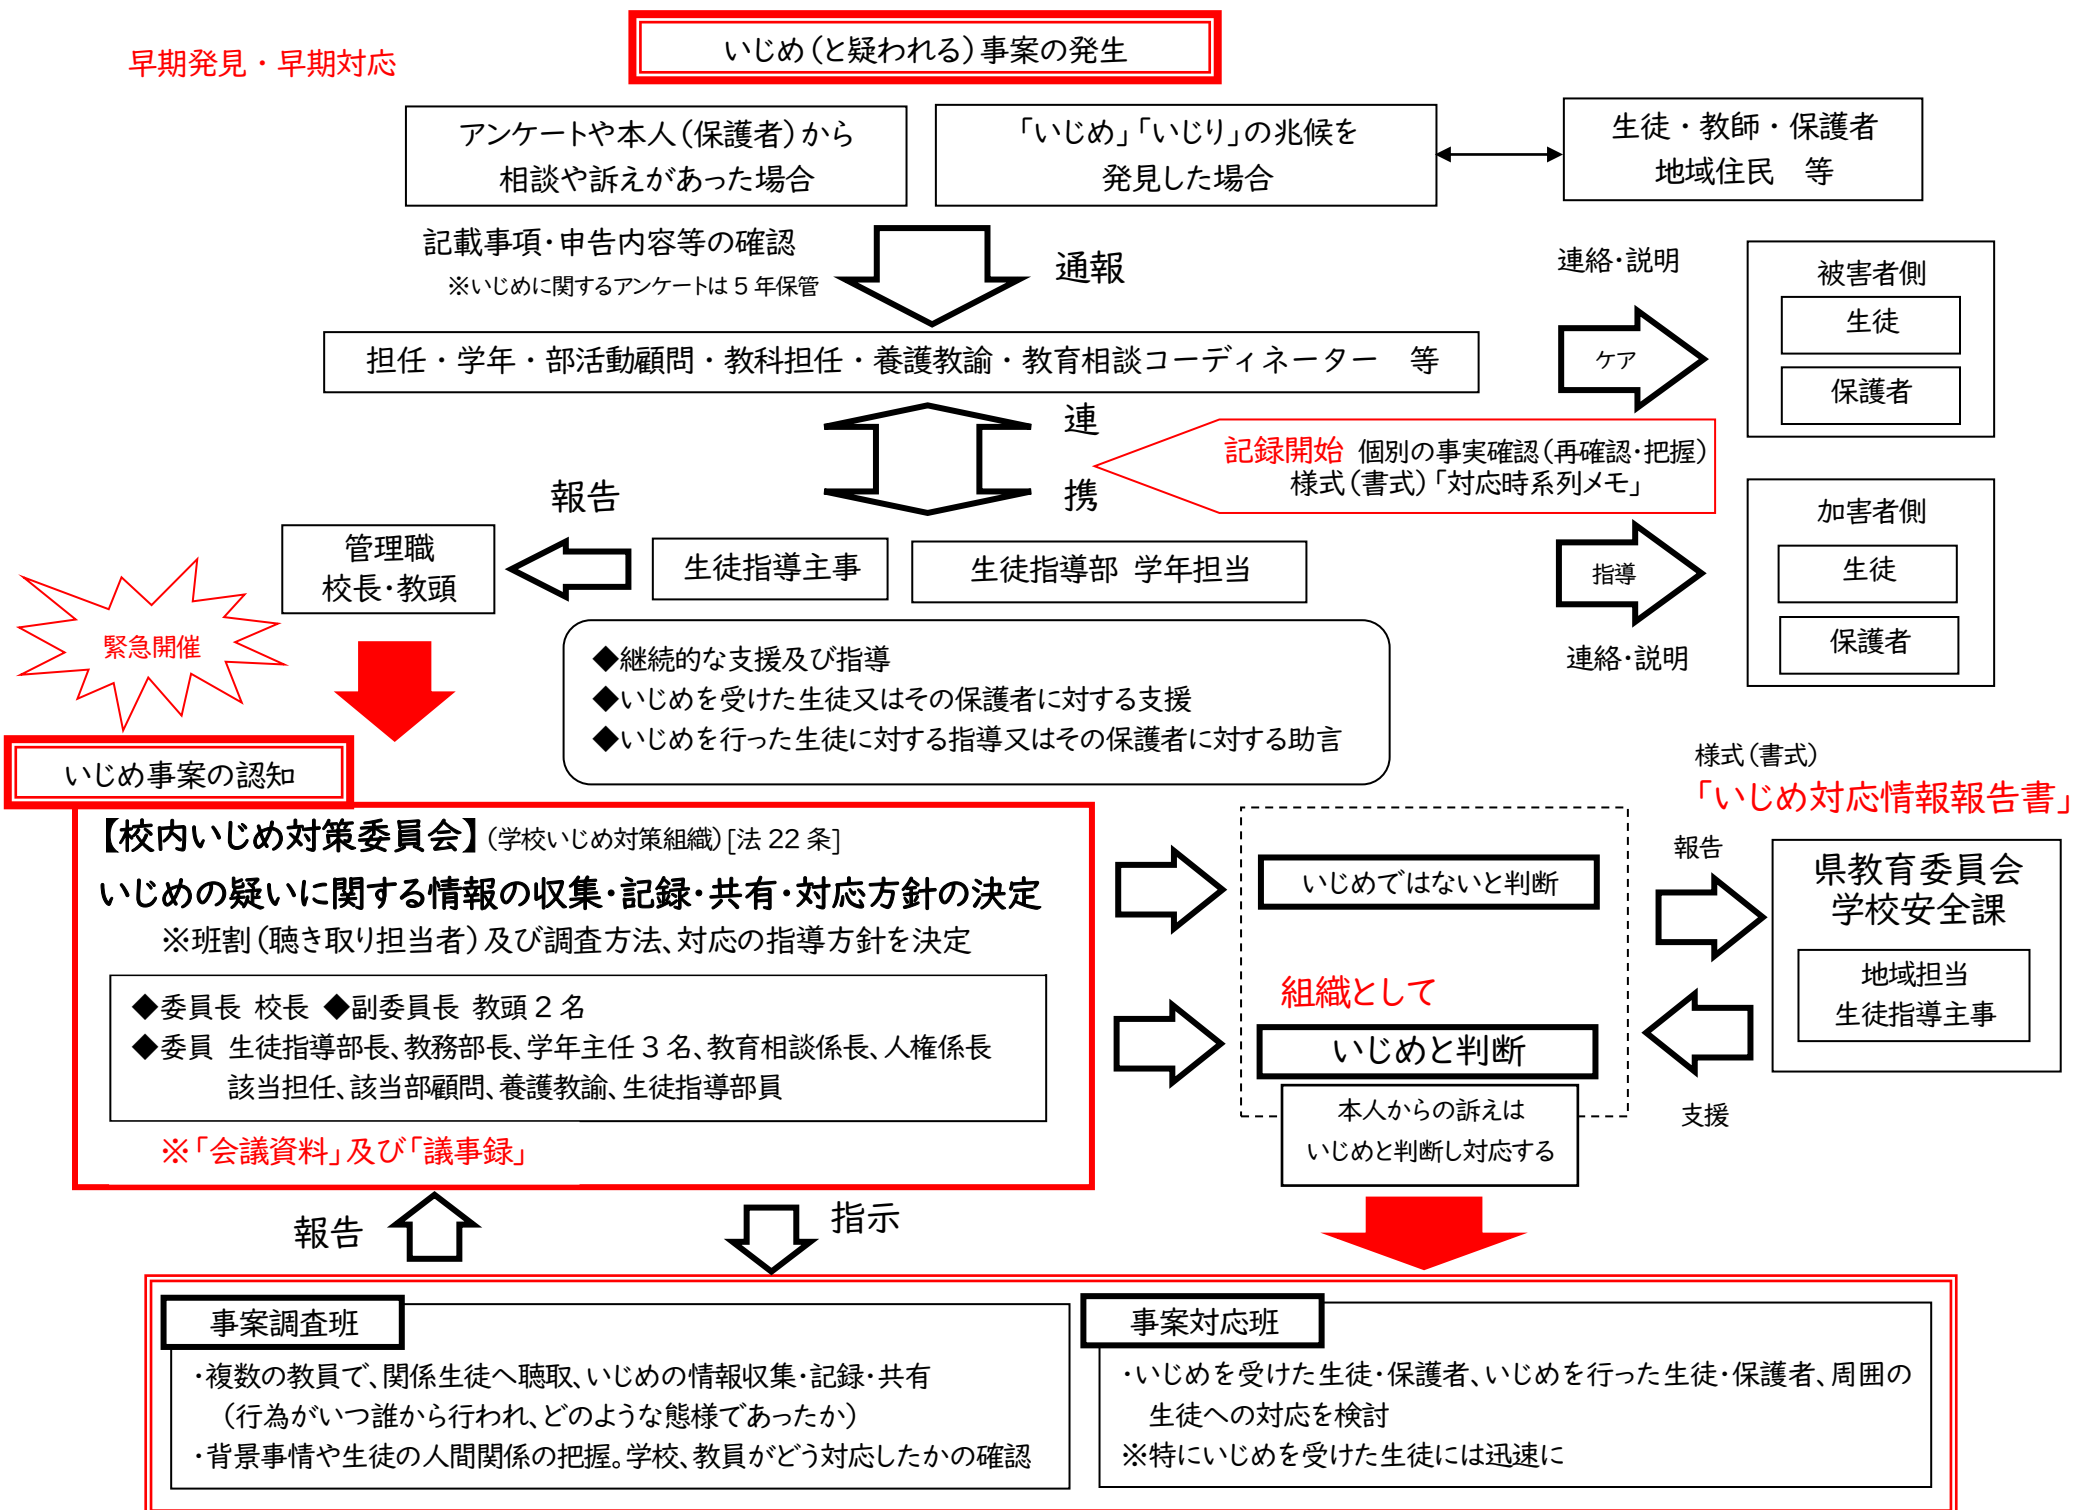 早期発見・早期対応
いじめ(と疑われる)事案の発生
アンケートや本人(保護者)から
相談や訴えがあった場合
「いじめ」「いじり」の兆候を
発見した場合
生徒・教師・保護者
地域住民　等
記載事項・申告内容等の確認
※いじめに関するアンケートは5年保管
通報
連絡・説明
ケア
被害者側
生徒
保護者
担任・学年・部活動顧問・教科担任・養護教諭・教育相談コーディネーター　等
連
携
記録開始 個別の事実確認(再確認・把握)
様式(書式)「対応時系列メモ」
報告
管理職
校長・教頭
生徒指導主事
生徒指導部 学年担当
指導
連絡・説明
加害者側
生徒
保護者
緊急開催
◆継続的な支援及び指導
◆いじめを受けた生徒又はその保護者に対する支援
◆いじめを行った生徒に対する指導又はその保護者に対する助言
いじめ事案の認知
【校内いじめ対策委員会】(学校いじめ対策組織)[法22条]
いじめの疑いに関する情報の収集・記録・共有・対応方針の決定
※班割(聴き取り担当者)及び調査方法、対応の指導方針を決定
◆委員長 校長 ◆副委員長 教頭2名
◆委員 生徒指導部長、教務部長、学年主任3名、教育相談係長、人権係長
該当担任、該当部顧問、養護教諭、生徒指導部員
※「会議資料」及び「議事録」
いじめではないと判断
組織として
いじめと判断
本人からの訴えは
いじめと判断し対応する
様式(書式)
「いじめ対応情報報告書」
報告
県教育委員会
学校安全課
地域担当
生徒指導主事
支援
報告
指示
事案調査班
・複数の教員で、関係生徒へ聴取、いじめの情報収集・記録・共有
(行為がいつ誰から行われ、どのような態様であったか)
・背景事情や生徒の人間関係の把握。学校、教員がどう対応したかの確認
事案対応班
・いじめを受けた生徒・保護者、いじめを行った生徒・保護者、周囲の
生徒への対応を検討
※特にいじめを受けた生徒には迅速に